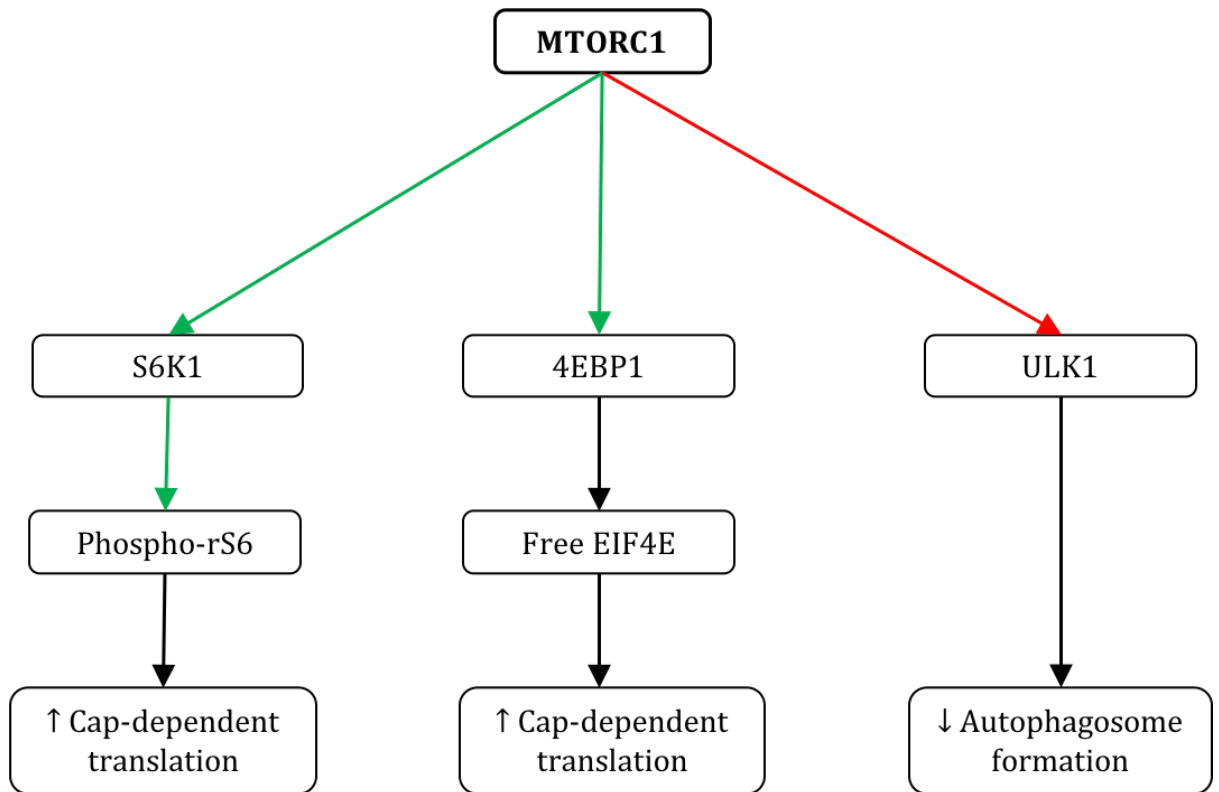 MTORC1
S6K1
4EBP1
ULK1
Phospho-rS6
Free EIF4E
↑ Cap-dependent
translation
↑ Cap-dependent
translation
↓ Autophagosome
formation